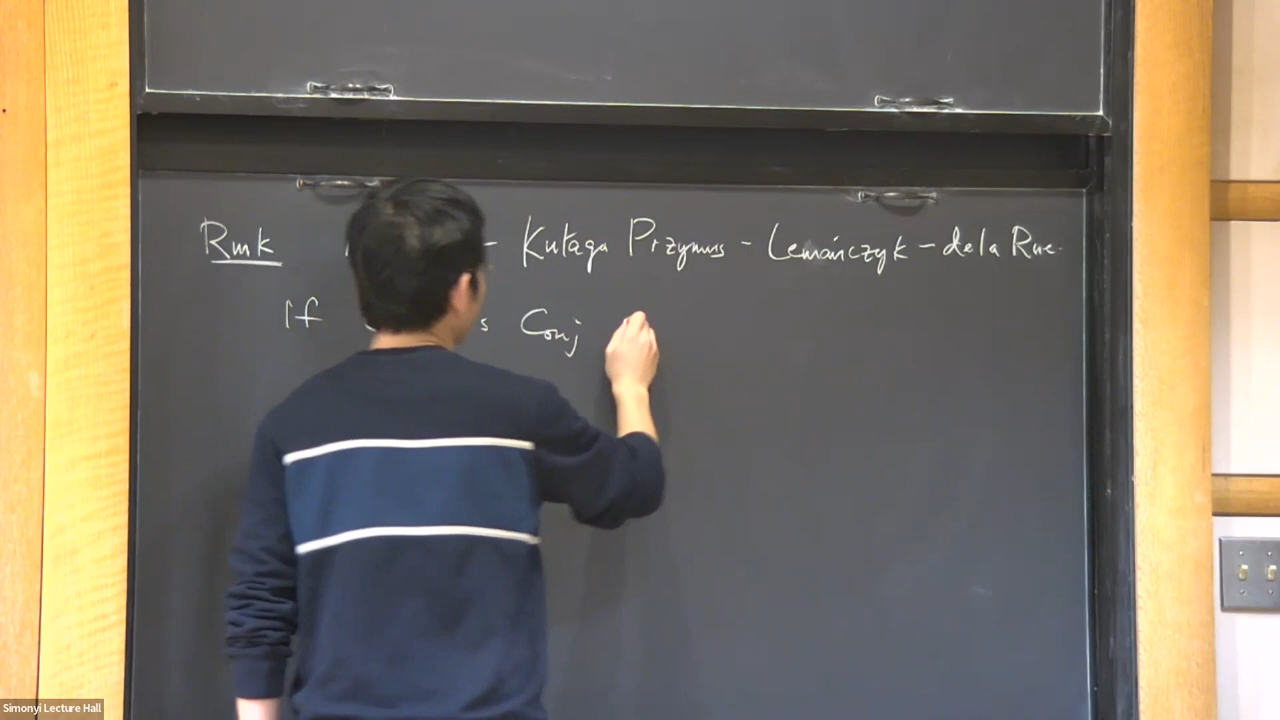 Rmk - Kułaga Przymus - Lemańczyk - de la Rue.
If s Conj
Simonyi Lecture Hall